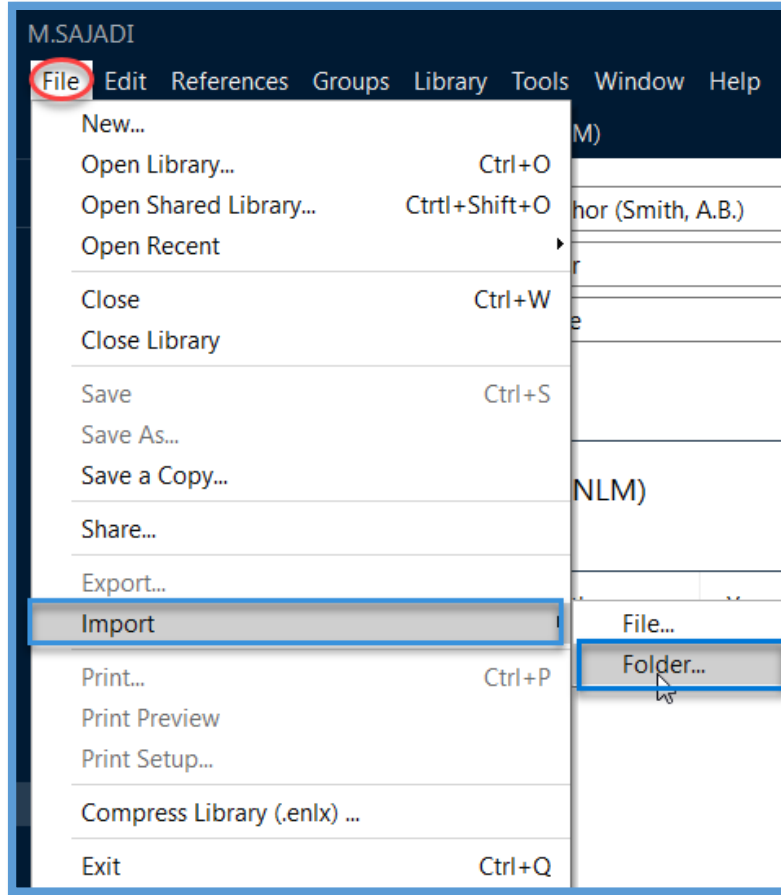 M.SAJADI
File Edit References Groups Library Tools Window Help
New... M)
Open Library... Ctrl+O
Open Shared Library... Ctrtl+Shift+O hor (Smith, A.B.)
Open Recent r
Close Ctrl+W e
Close Library
Save Ctrl+S
Save As...
Save a Copy... NLM)
Share...
Export...
Import File...
Print... Ctrl+P Folder...
Print Preview
Print Setup...
Compress Library (.enlx) ...
Exit Ctrl+Q